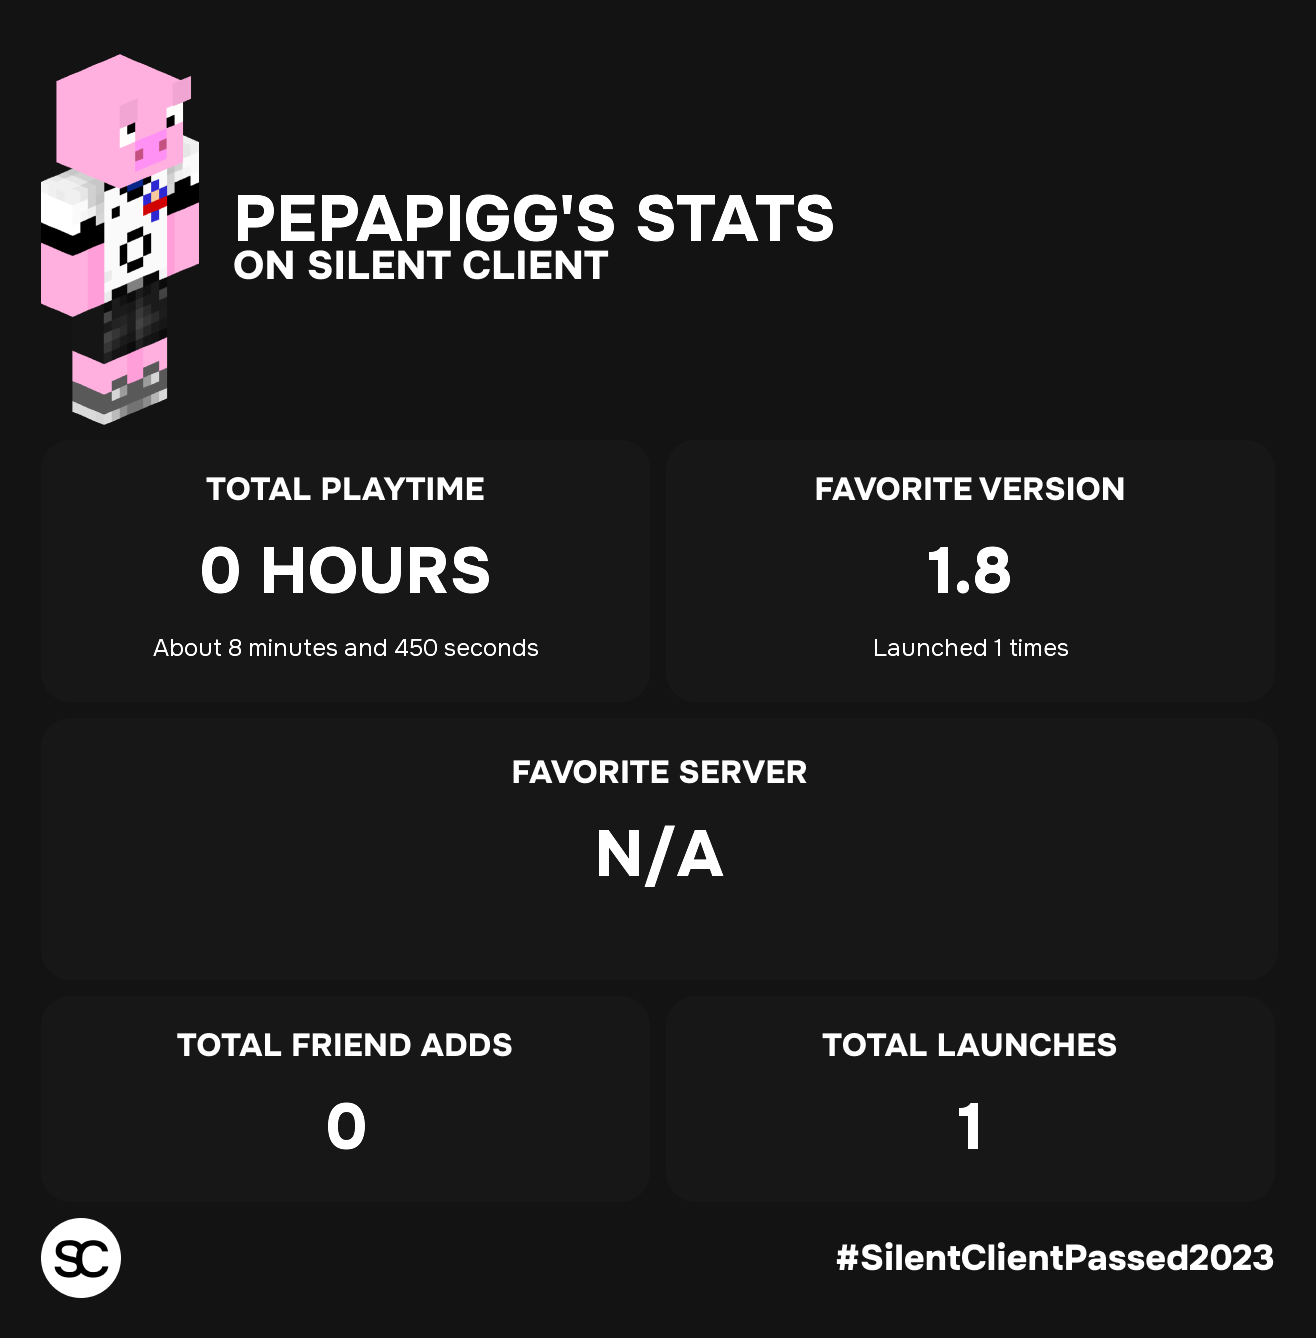 PEPAPIGG'S STATS
ON SILENT CLIENT
TOTAL PLAYTIME
0 HOURS
About 8 minutes and 450 seconds
FAVORITE VERSION
1.8
Launched 1 times
FAVORITE SERVER
N/A
TOTAL FRIEND ADDS
0
TOTAL LAUNCHES
1
SC
#SilentClientPassed2023